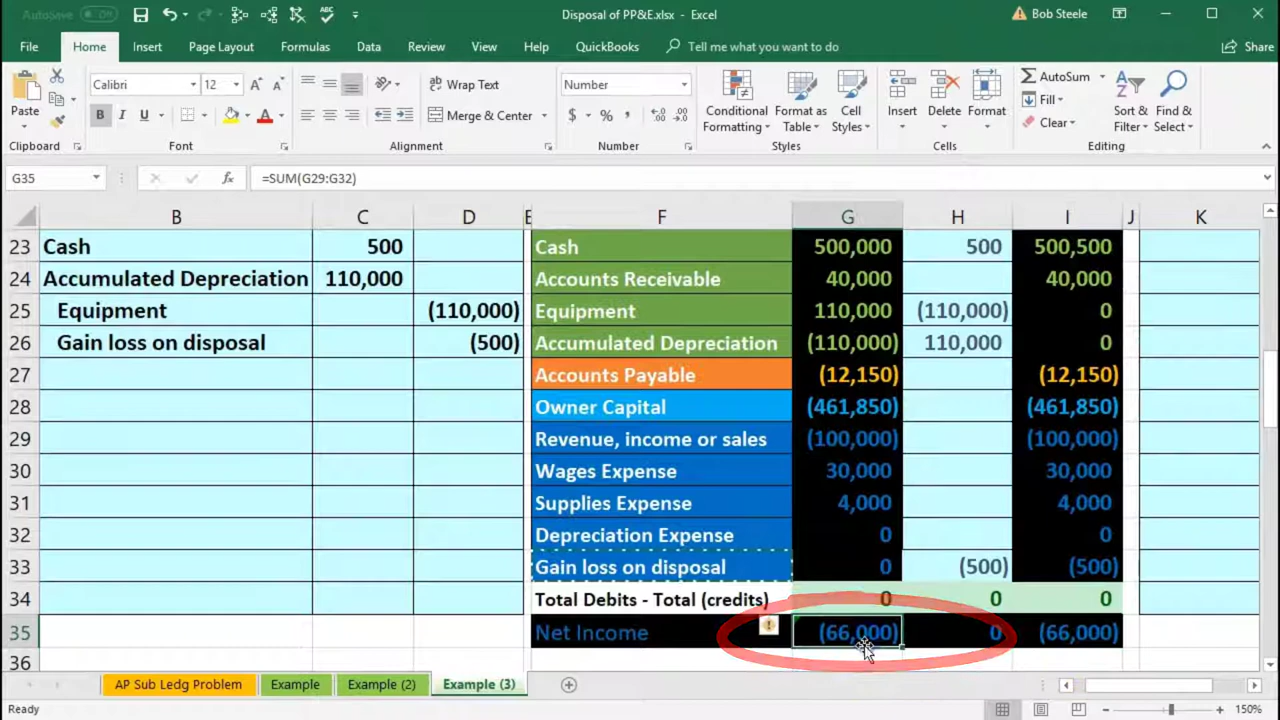 AutoSave Off Disposal of PP&E.xlsx - Excel Bob Steele
File Home Insert Page Layout Formulas Data Review View Help QuickBooks Tell me what you want to do Share
Paste Calibri 12 Wrap Text Number Conditional Formatting Format as Table Cell Styles Insert Delete Format AutoSum Sort & Filter Find & Select
Fill
B I U Merge & Center $ % Clear
Clipboard Font Alignment Number Styles Cells Editing
G35 fx =SUM(G29:G32)
B C D E F G H I J K
23 Cash 500 Cash 500,000 500 500,500
24 Accumulated Depreciation 110,000 Accounts Receivable 40,000 40,000
25 Equipment (110,000) Equipment 110,000 (110,000) 0
26 Gain loss on disposal (500) Accumulated Depreciation (110,000) 110,000 0
27 Accounts Payable (12,150) (12,150)
28 Owner Capital (461,850) (461,850)
29 Revenue, income or sales (100,000) (100,000)
30 Wages Expense 30,000 30,000
31 Supplies Expense 4,000 4,000
32 Depreciation Expense 0 0
33 Gain loss on disposal 0 (500) (500)
34 Total Debits - Total (credits) 0 0 0
35 Net Income (66,000) 0 (66,000)
36
AP Sub Ledg Problem Example Example (2) Example (3)
Ready 150%